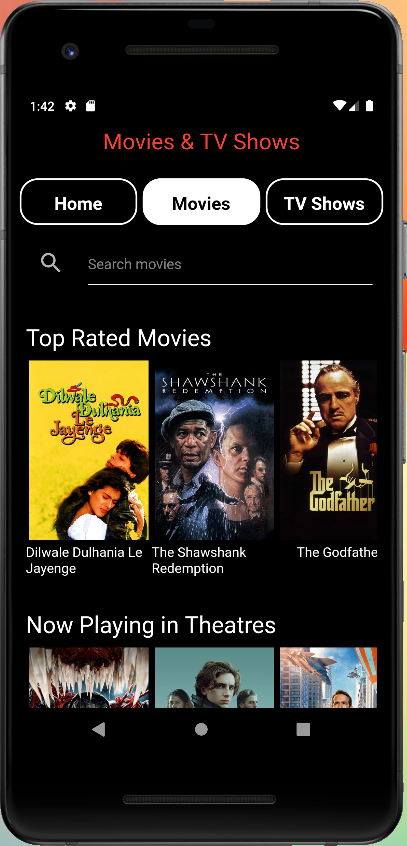 1:42
Movies & TV Shows
Home
Movies
TV Shows
Search movies
Top Rated Movies
Dilwale
Dulhania
Le
Jayenge
THE
SHAWSHANK
REDEMPTION
The
Godfather
Dilwale Dulhania Le
Jayenge
The Shawshank
Redemption
The Godfathe
Now Playing in Theatres